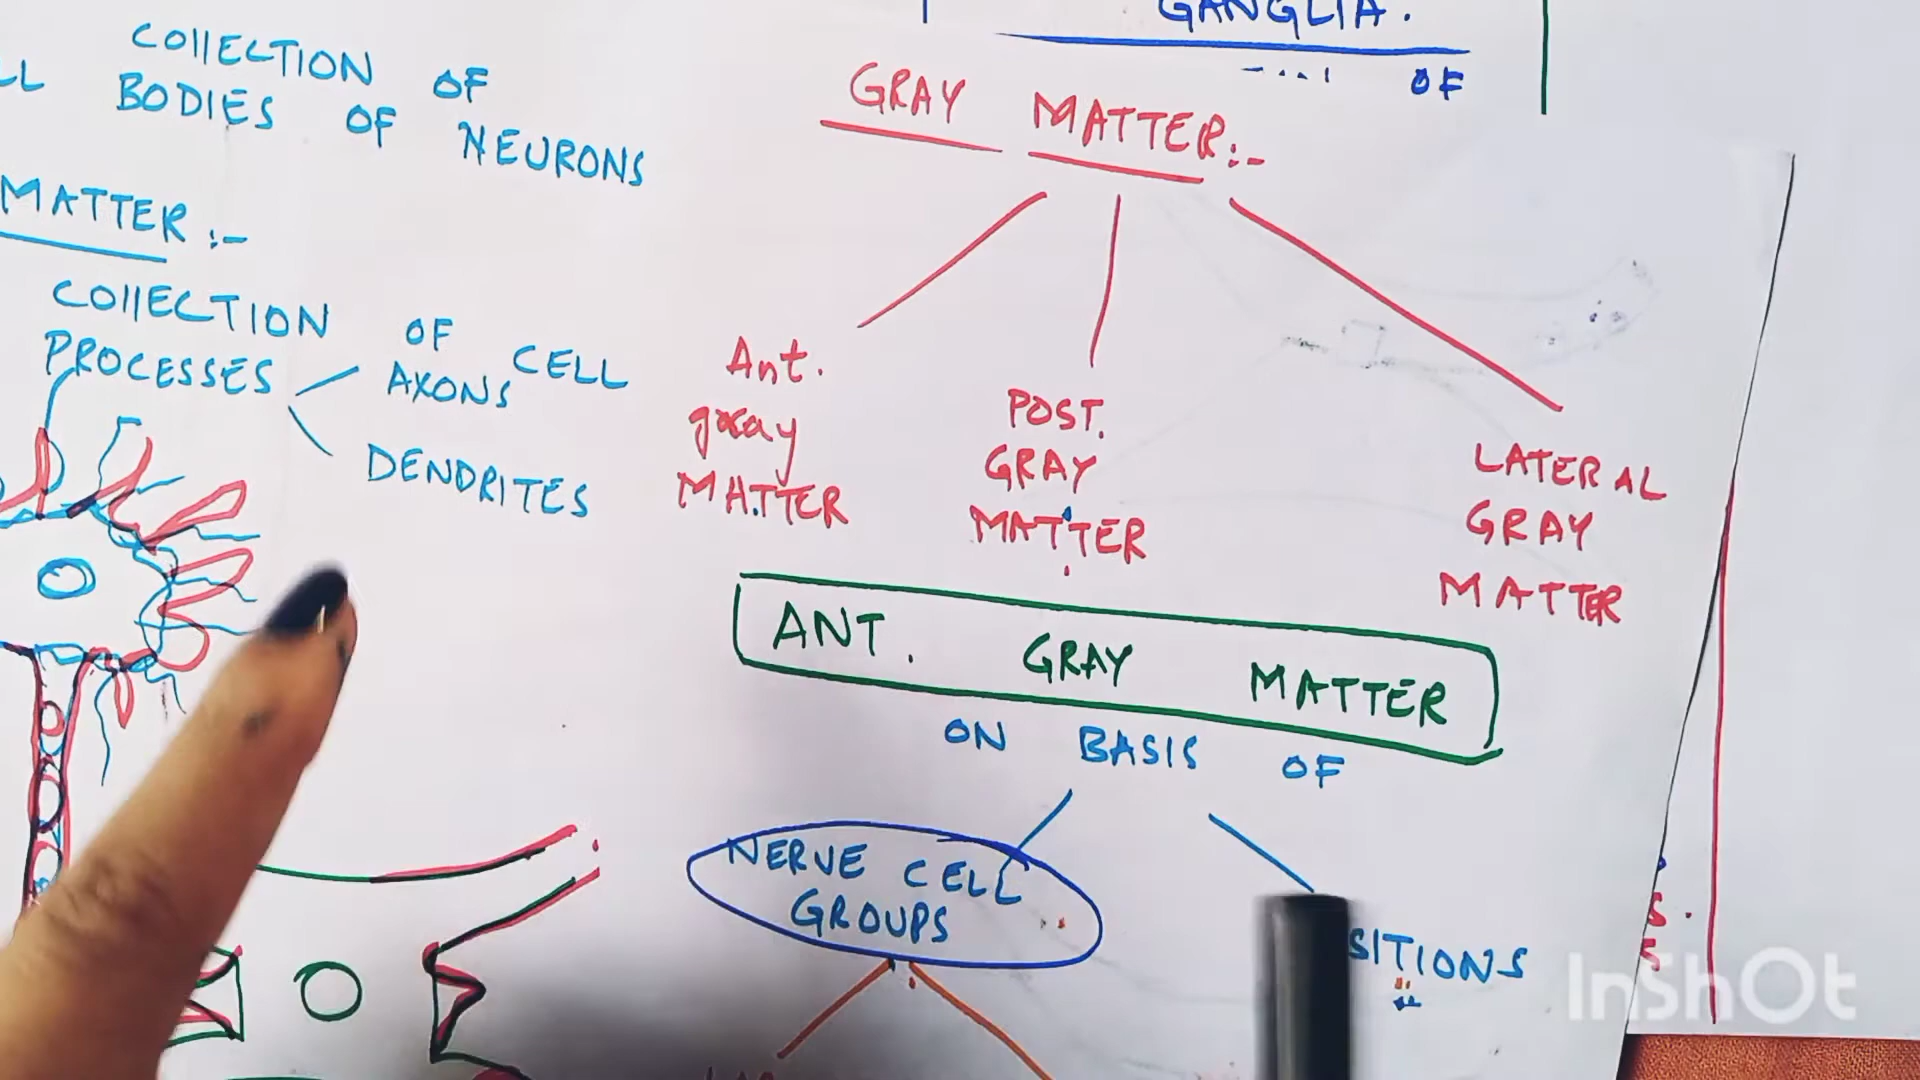 COllECTION OF
BODIES OF NEURONS
MATTER :-
COllECTION OF CELL
PROCESSES
AXONS
DENDRITES
GANGLIA.
OF
GRAY MATTER:-
Ant.
gray
MATTER
POST.
GRAY
MATTER
LATERAL
GRAY
MATTER
ANT. GRAY MATTER
ON BASIS OF
NERVE CELL
GROUPS
SITIONS
InShOt